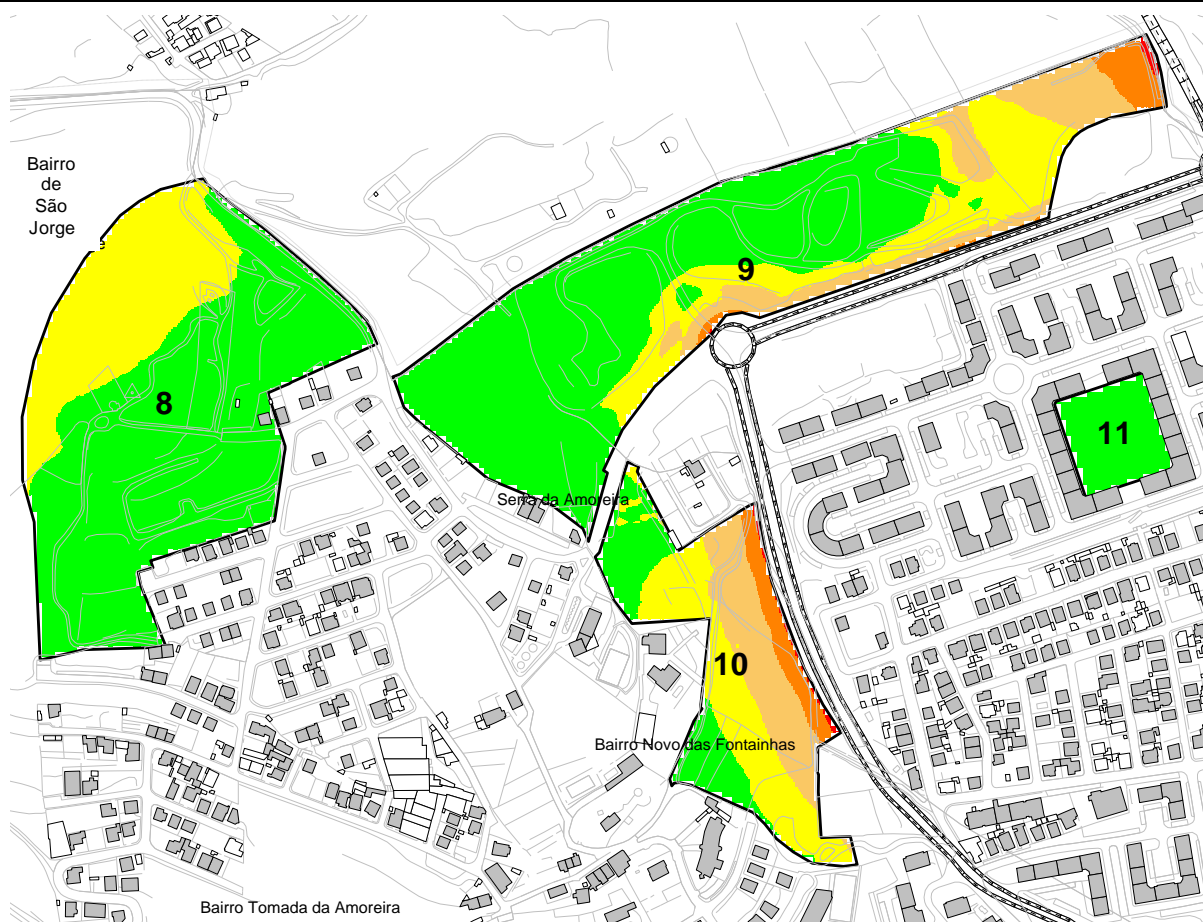 Bairro
de
São
Jorge
e
9
8
11
Serra da Amoreira
10
Bairro Novo das Fontainhas
Bairro Tomada da Amoreira